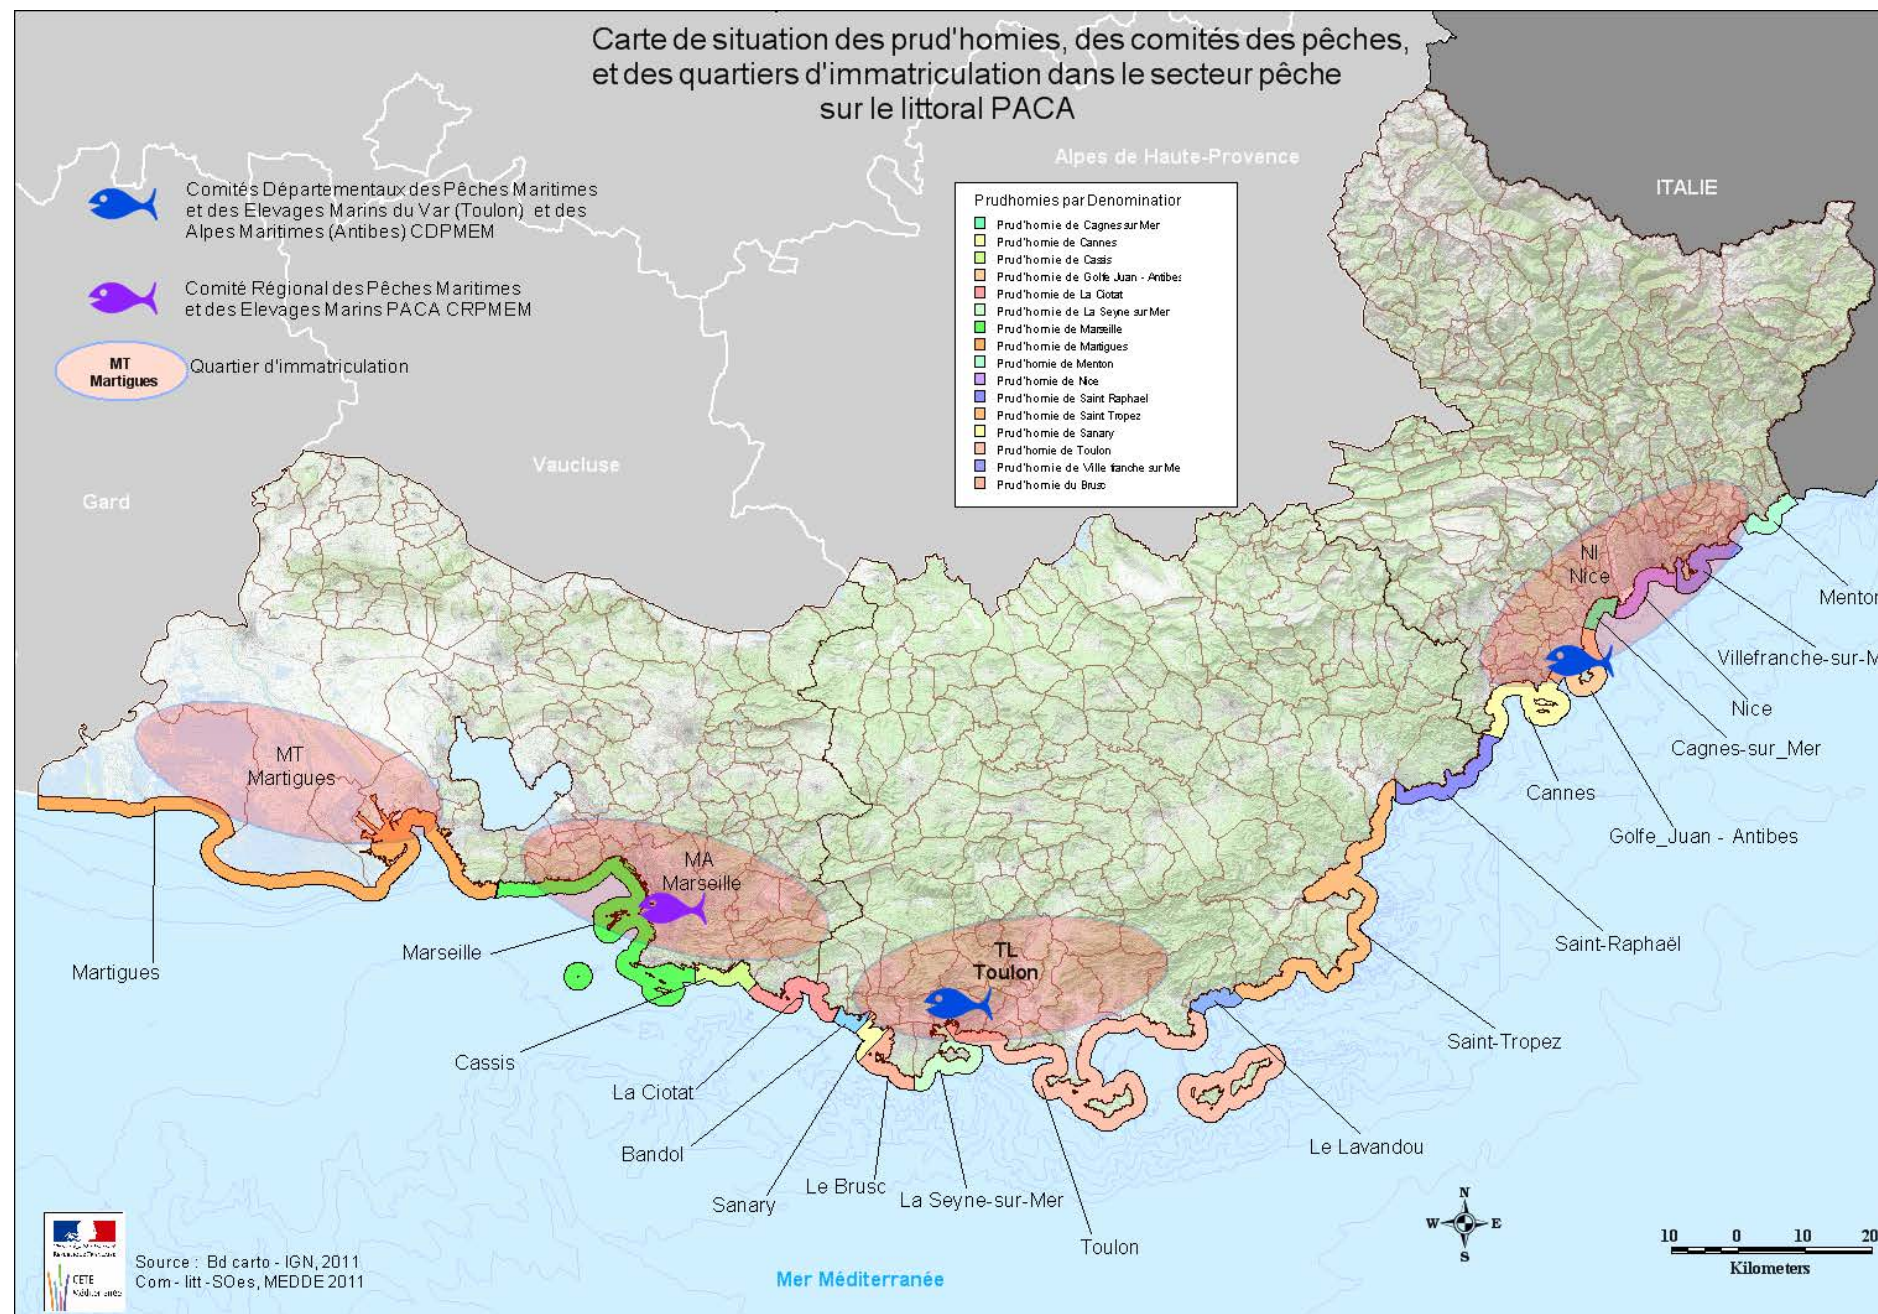 Carte de situation des prud'homies, des comités des pêches,
et des quartiers d'immatriculation dans le secteur pêche
sur le littoral PACA
Alpes de Haute-Provence
ITALIE
Comités Départementaux des Pêches Maritimes
et des Elevages Marins du Var (Toulon) et des
Alpes Maritimes (Antibes) CDPMEM
Comité Régional des Pêches Maritimes
et des Elevages Marins PACA CRPMEM
MT
Martigues
Quartier d'immatriculation
Prudhomies par Denomination
Prud'homie de Cagnes sur Mer
Prud'homie de Cannes
Prud'homie de Cassis
Prud'homie de Golfe Juan - Antibes
Prud'homie de La Ciotat
Prud'homie de La Seyne sur Mer
Prud'homie de Marseille
Prud'homie de Martigues
Prud'homie de Menton
Prud'homie de Nice
Prud'homie de Saint Raphael
Prud'homie de Saint Tropez
Prud'homie de Sanary
Prud'homie de Toulon
Prud'homie de Ville franche sur Me
Prud'homie du Brusc
Vaucluse
Gard
NI
Nice
Menton
Villefranche-sur-M
Nice
Cagnes-sur_Mer
Cannes
Golfe_Juan - Antibes
MT
Martigues
MA
Marseille
Marseille
Martigues
TL
Toulon
Saint-Raphaël
Saint-Tropez
Cassis
La Ciotat
Bandol
Sanary
Le Brusc
La Seyne-sur-Mer
Toulon
Le Lavandou
N
W E
S
10 0 10 20
Kilometers
Mer Méditerranée
CETE
Méditerranée
Source : Bd carto - IGN, 2011
Com - litt -SOes, MEDDE 2011